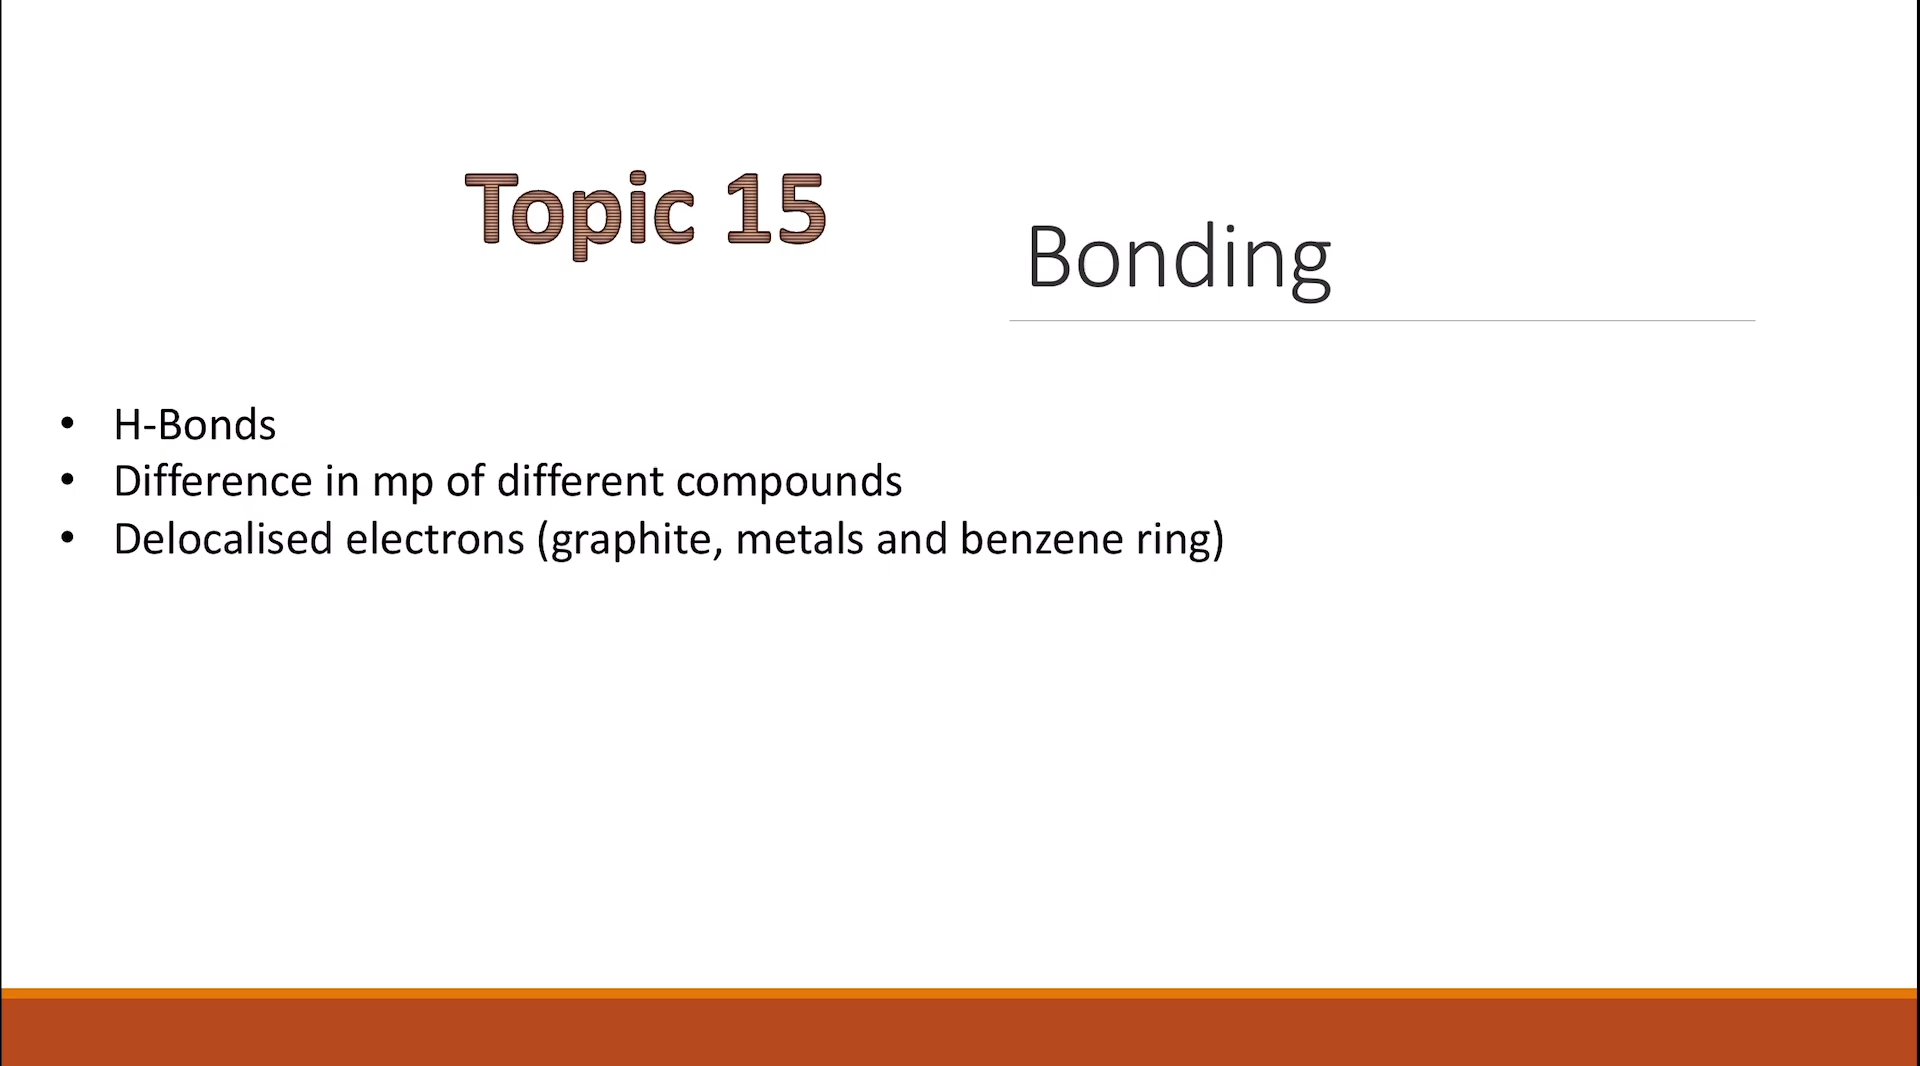 Topic 15
Bonding
• H-Bonds
• Difference in mp of different compounds
• Delocalised electrons (graphite, metals and benzene ring)